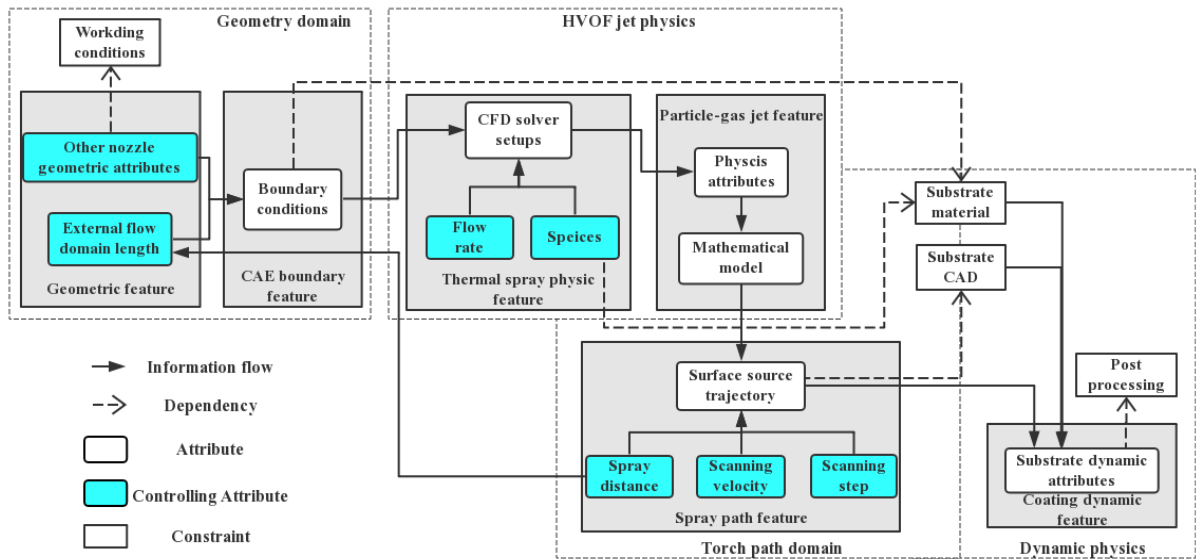 Geometry domain
HVOF jet physics
Workding
conditions
Other nozzle
geometric attributes
External flow
domain length
Geometric feature
Boundary
conditions
CAE boundary
feature
CFD solver
setups
Flow
rate
Speices
Thermal spray physic
feature
Particle-gas jet feature
Physcis
attributes
Mathematical
model
Substrate
material
Substrate
CAD
Information flow
Dependency
Attribute
Controlling Attribute
Constraint
Surface source
trajectory
Spray
distance
Scanning
velocity
Scanning
step
Spray path feature
Torch path domain
Post
processing
Substrate dynamic
attributes
Coating dynamic
feature
Dynamic physics